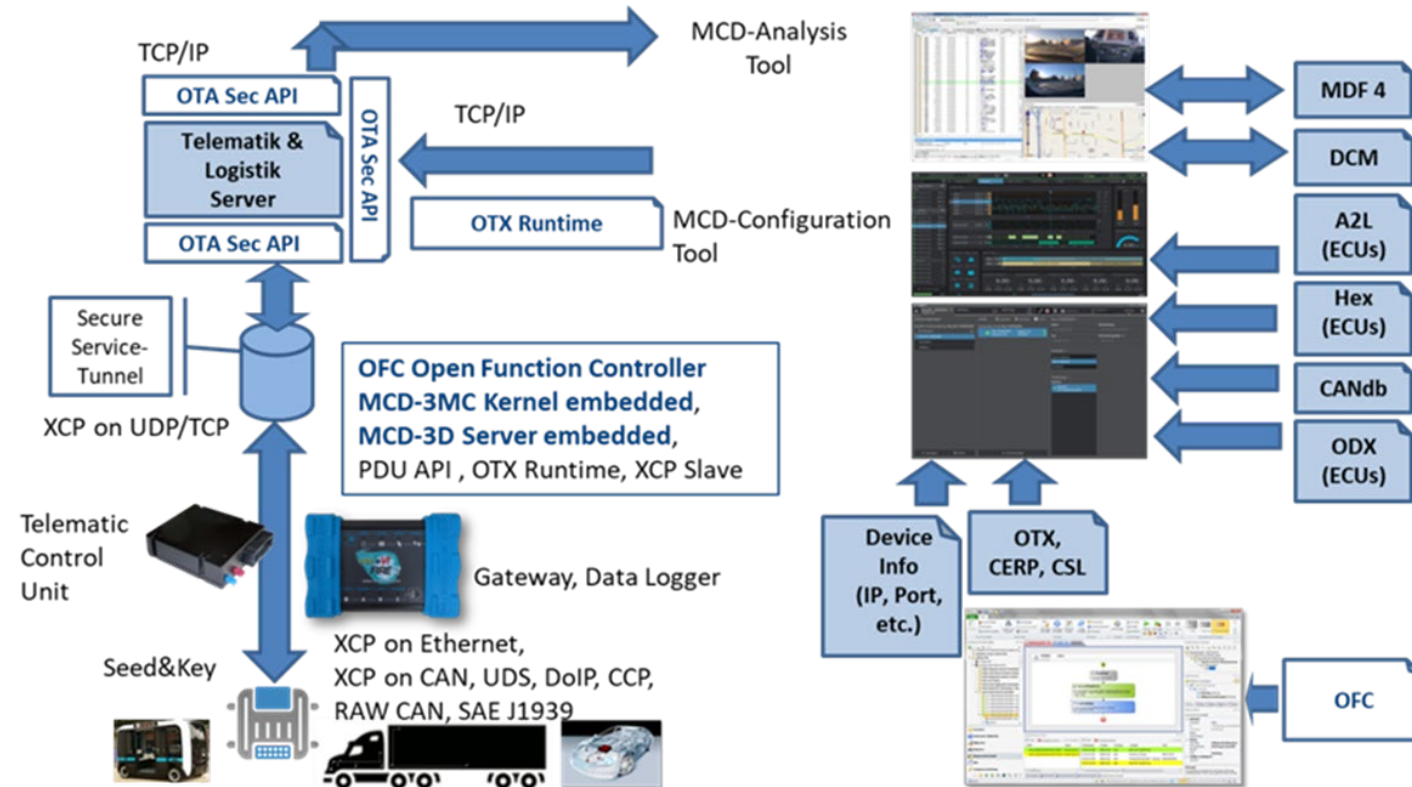 TCP/IP
OTA Sec API
Telematik &
Logistik
Server
OTA Sec API
OTA Sec API
MCD-Analysis
Tool
TCP/IP
OTX Runtime
MCD-Configuration
Tool
Secure
Service-
Tunnel
XCP on UDP/TCP
OFC Open Function Controller
MCD-3MC Kernel embedded,
MCD-3D Server embedded,
PDU API , OTX Runtime, XCP Slave
Telematic
Control
Unit
Gateway, Data Logger
XCP on Ethernet,
XCP on CAN, UDS, DoIP, CCP,
RAW CAN, SAE J1939
Seed&Key
MDF 4
DCM
A2L
(ECUs)
Hex
(ECUs)
CANdb
ODX
(ECUs)
Device
Info
(IP, Port,
etc.)
OTX,
CERP, CSL
OFC